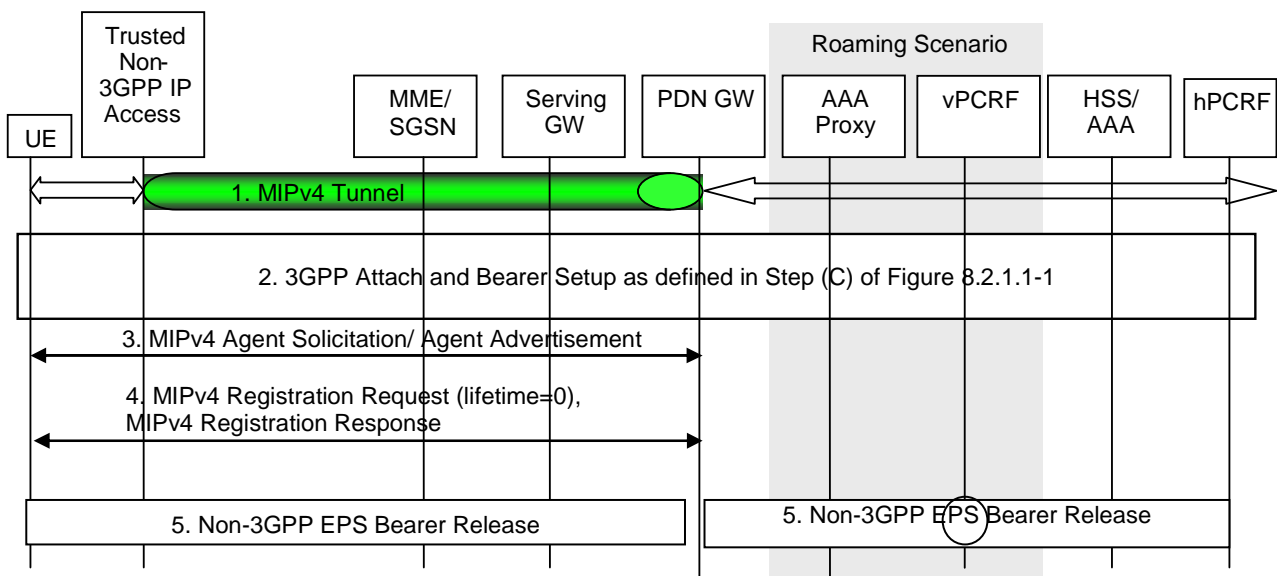 Trusted
Non-
3GPP IP
Access
Roaming Scenario
UE
MME/
SGSN
Serving
GW
PDN GW
AAA
Proxy
vPCRF
HSS/
AAA
hPCRF
1. MIPv4 Tunnel
2. 3GPP Attach and Bearer Setup as defined in Step (C) of Figure 8.2.1.1-1
3. MIPv4 Agent Solicitation/ Agent Advertisement
4. MIPv4 Registration Request (lifetime=0),
MIPv4 Registration Response
5. Non-3GPP EPS Bearer Release
5. Non-3GPP EPS Bearer Release